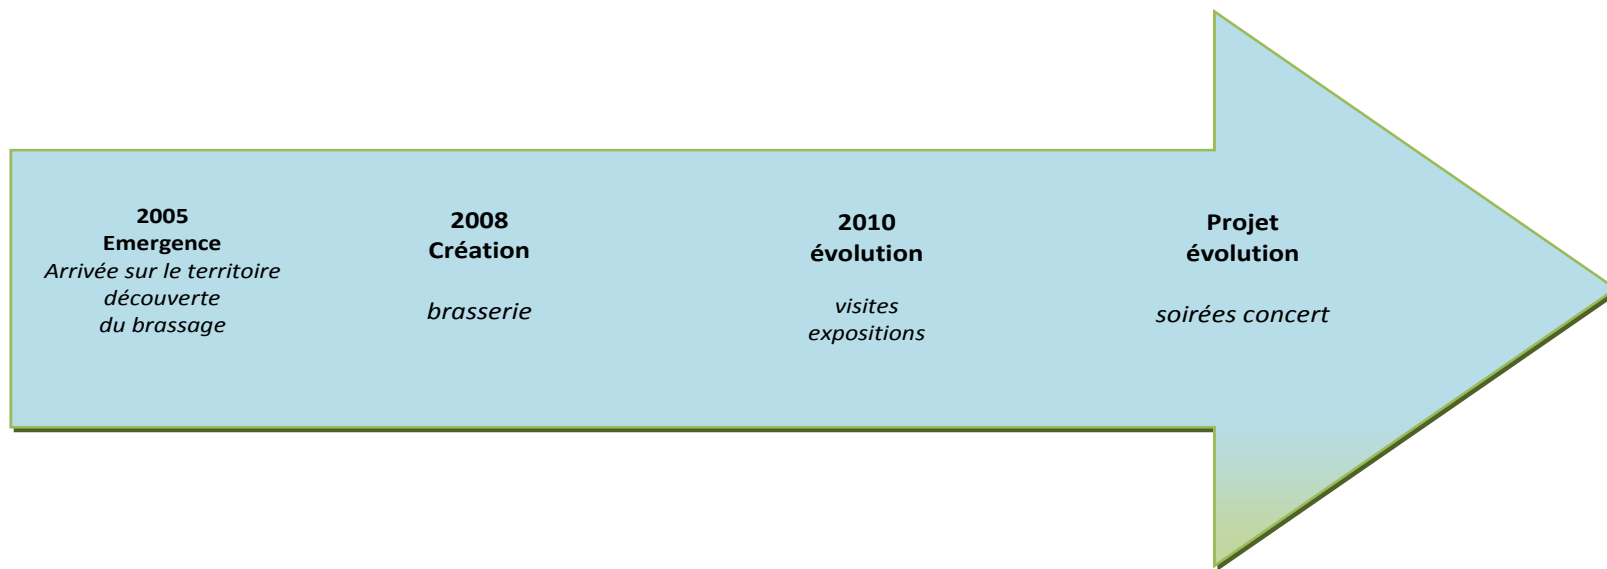 2005
Emergence
Arrivée sur le territoire
découverte
du brassage
2008
Création
brasserie
2010
évolution
visites
expositions
Projet
évolution
soirées concert